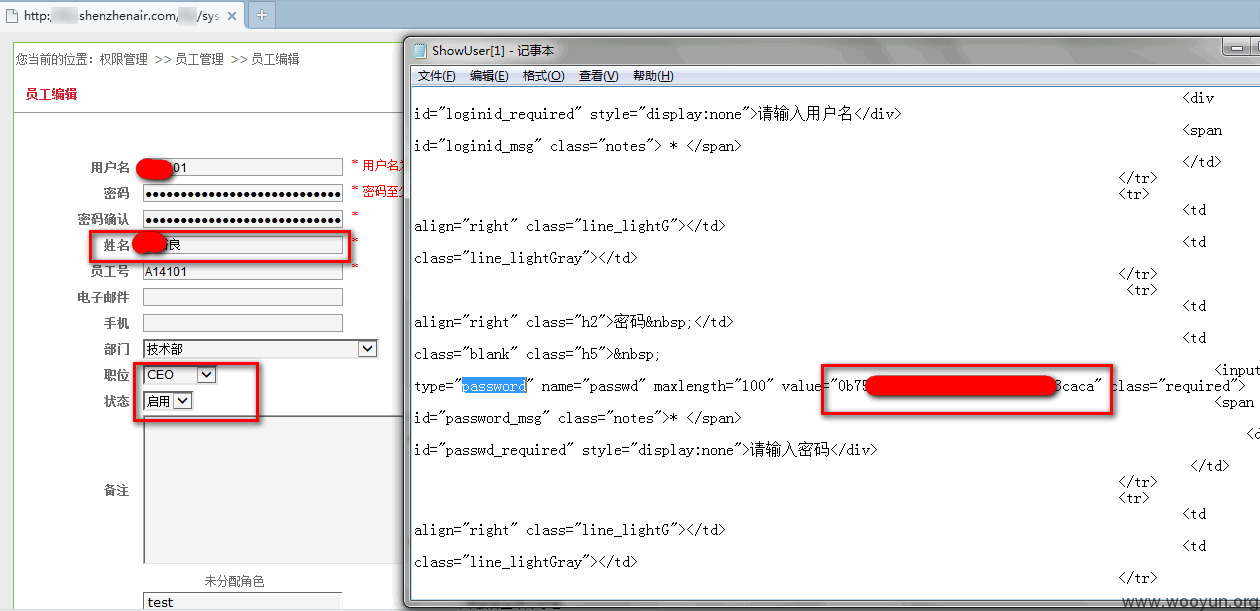 http:/ shenzhenair.com/ /sys
您当前的位置：权限管理 >> 员工管理 >> 员工编辑
员工编辑
用户名 01 * 用户名
密码 ●●●●●●●●●●●●●●●●●●●●●●●●●●● * 密码至
密码确认 ●●●●●●●●●●●●●●●●●●●●●●●●●●● *
姓名 良 *
员工号 A14101 *
电子邮件
手机
部门 技术部
职位 CEO
状态 启用
备注
未分配角色
test
ShowUser[1] - 记事本
文件(F) 编辑(E) 格式(O) 查看(V) 帮助(H)
<div
id="loginid_required" style="display:none">请输入用户名</div>
<span
id="loginid_msg" class="notes"> * </span>
</td>
</tr>
<tr>
<td
align="right" class="line_lightG"></td>
<td
class="line_lightGray"></td>
</tr>
<tr>
<td
align="right" class="h2">密码&nbsp;</td>
<td
class="blank" class="h5">&nbsp;
<input
type="password" name="passwd" maxlength="100" value="0b75 3caca" class="required">
<span
id="password_msg" class="notes">* </span>
<d
id="passwd_required" style="display:none">请输入密码</div>
</td>
</tr>
<tr>
<td
align="right" class="line_lightG"></td>
<td
class="line_lightGray"></td>
</tr>
www.wooyun.org